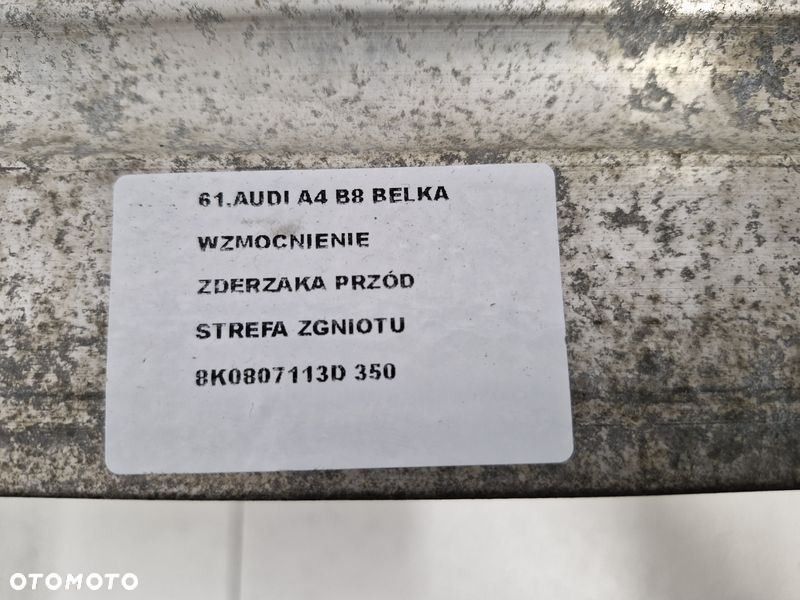 61.AUDI A4 B8 BELKA
WZMOCNIENIE
ZDERZAKA PRZÓD
STREFA ZGNIOTU
8K0807113D 350
OTOMOTO